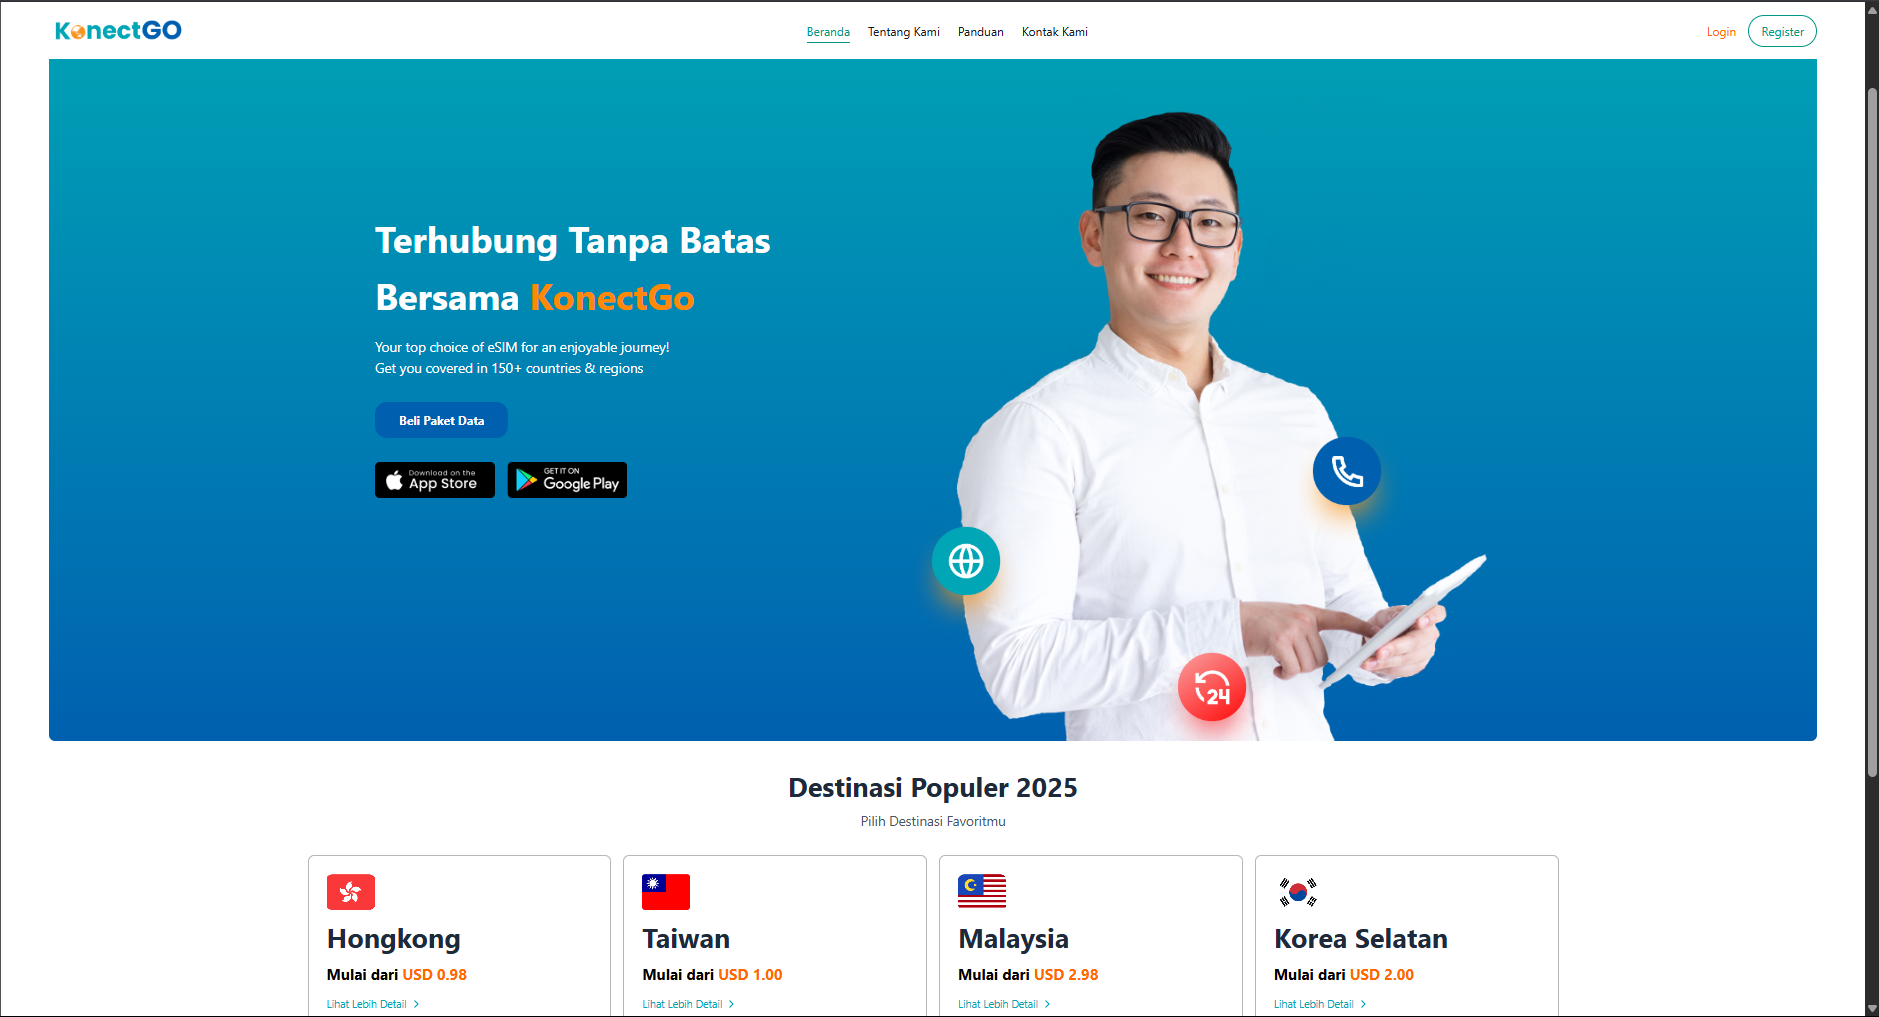 KonectGO
Beranda Tentang Kami Panduan Kontak Kami
Login Register
Terhubung Tanpa Batas
Bersama KonectGo
Your top choice of eSIM for an enjoyable journey!
Get you covered in 150+ countries & regions
Beli Paket Data
Download on the
App Store
GET IT ON
Google Play
24
Destinasi Populer 2025
Pilih Destinasi Favoritmu
Hongkong
Mulai dari USD 0.98
Lihat Lebih Detail
Taiwan
Mulai dari USD 1.00
Lihat Lebih Detail
Malaysia
Mulai dari USD 2.98
Lihat Lebih Detail
Korea Selatan
Mulai dari USD 2.00
Lihat Lebih Detail